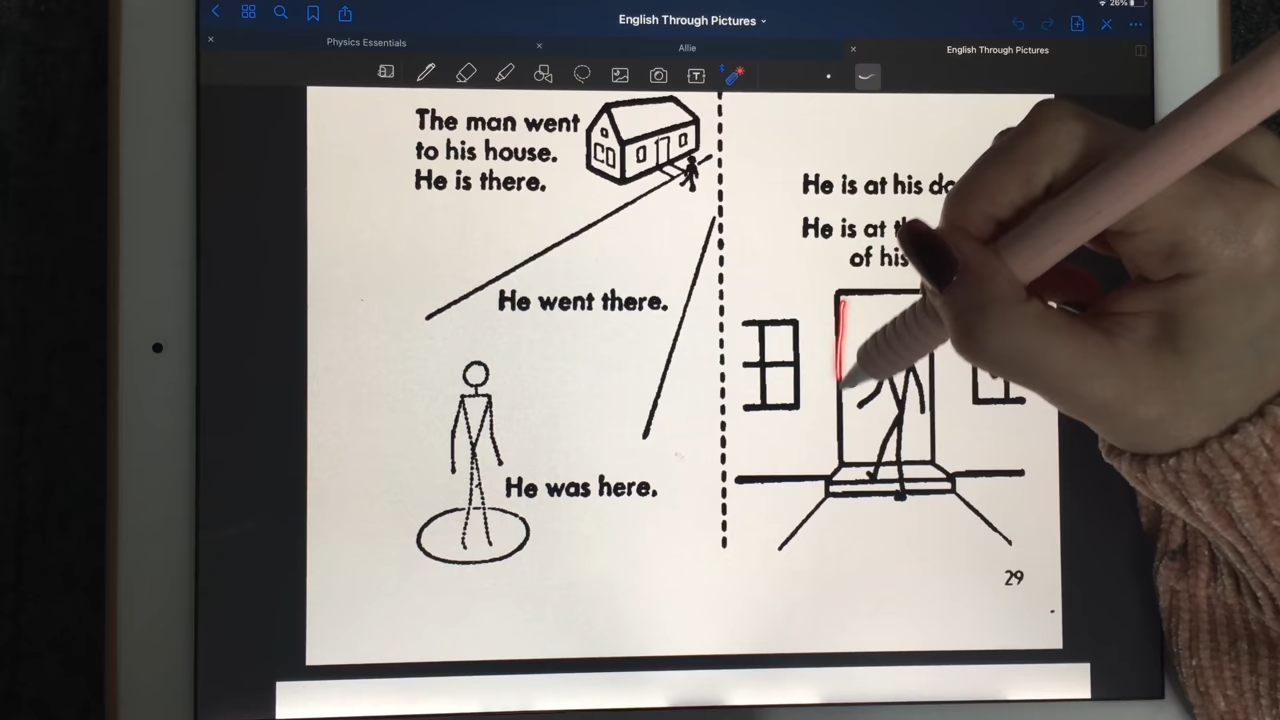 26%
English Through Pictures
Physics Essentials
Allie
English Through Pictures
The man went
to his house.
He is there.
He went there.
He was here.
He is at his
He is at
of his
29